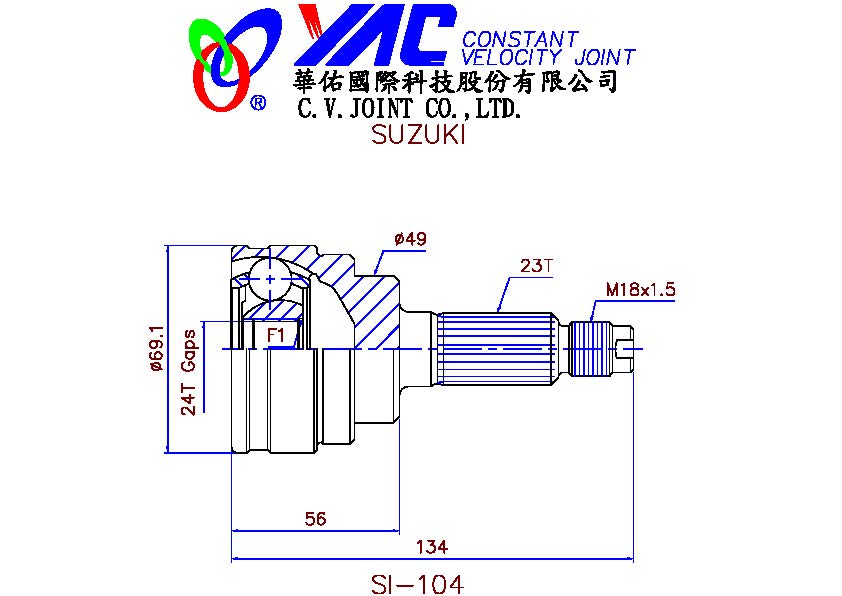 YAC CONSTANT
VELOCITY JOINT
®
華佑國際科技股份有限公司
C.V.JOINT CO.,LTD.
SUZUKI
ø49
23T
M18x1.5
ø69.1
24T Gaps
F1
56
134
SI-104